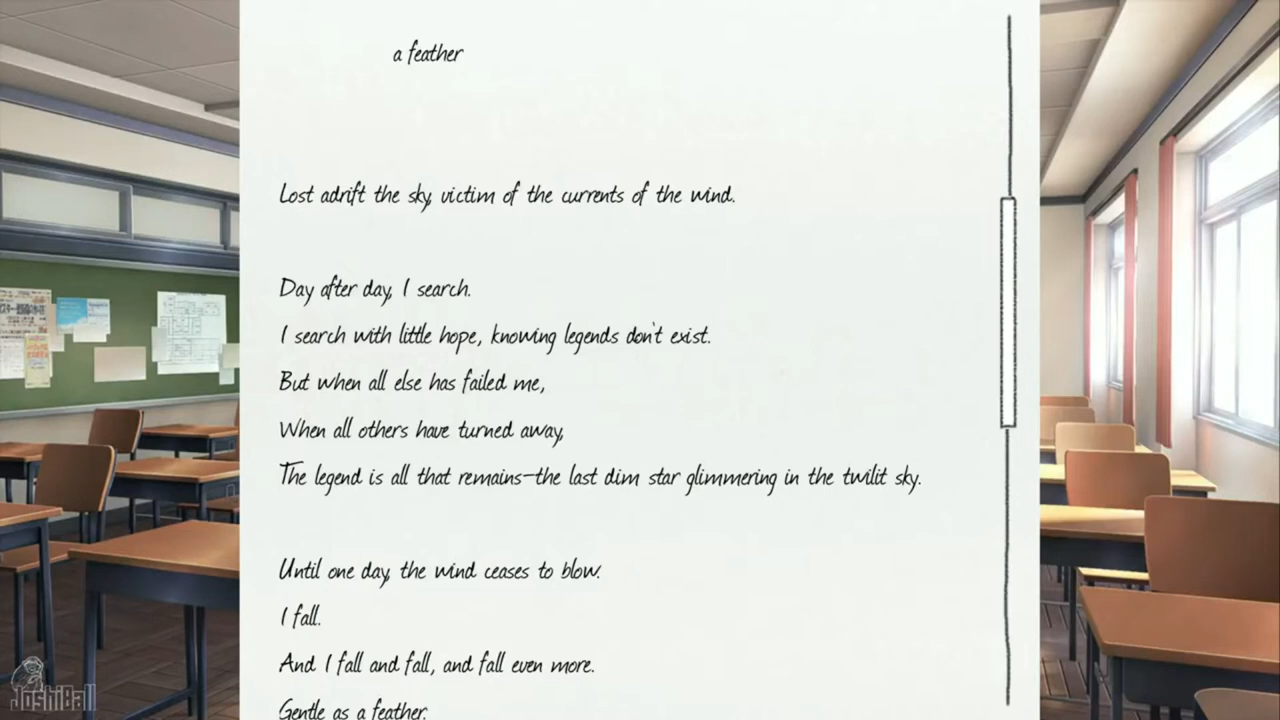 a feather
Lost adrift the sky, victim of the currents of the wind.
Day after day, I search.
I search with little hope, knowing legends don't exist.
But when all else has failed me,
When all others have turned away,
The legend is all that remains—the last dim star glimmering in the twilit sky.
Until one day, the wind ceases to blow.
I fall.
And I fall and fall, and fall even more.
Gentle as a feather.
JoshiBall